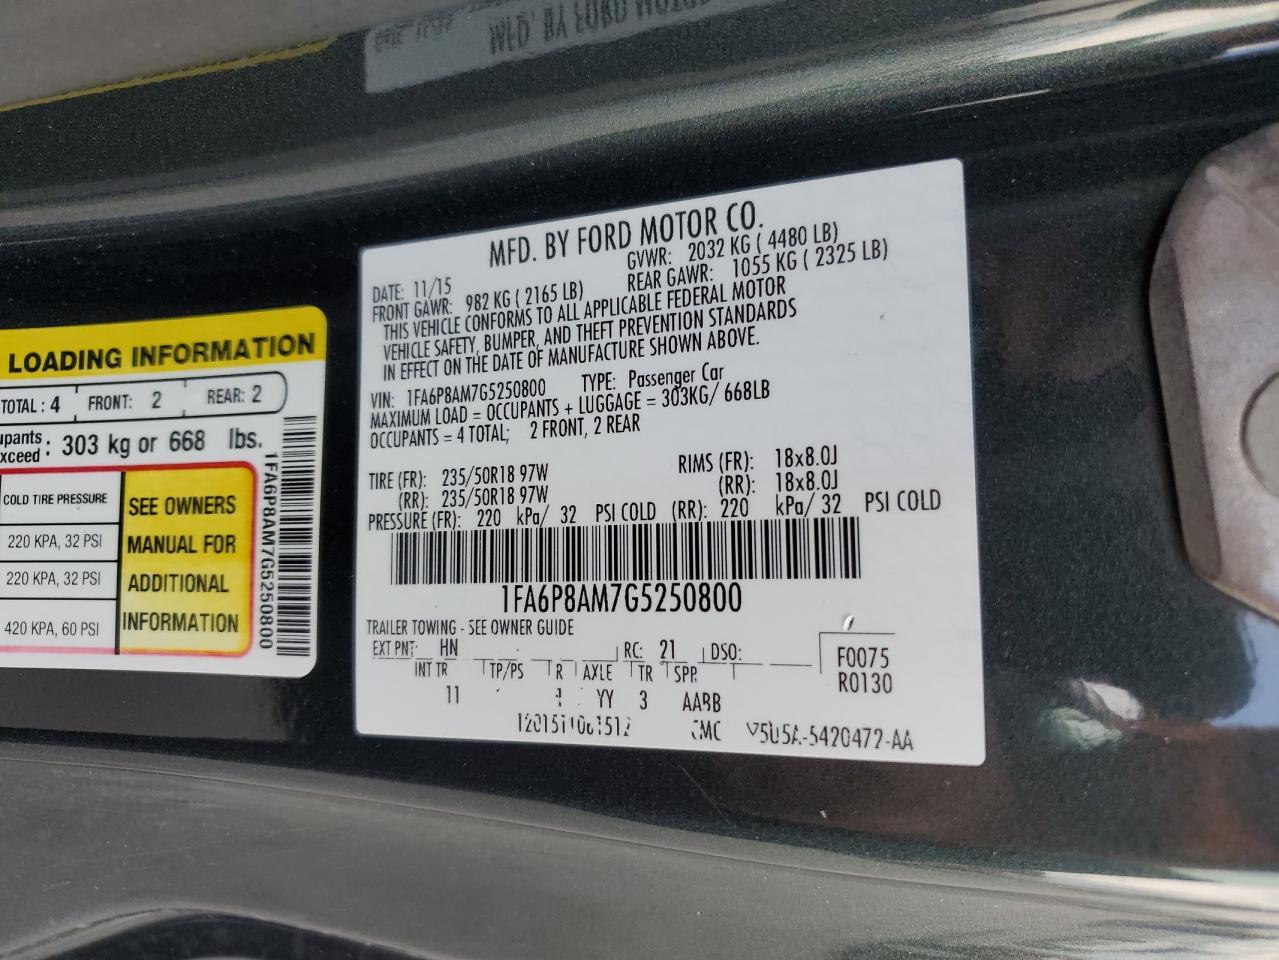 MFD. BY FORD MOTOR CO.
DATE: 11/15
GVWR: 2032 KG ( 4480 LB)
FRONT GAWR: 982 KG ( 2165 LB)
REAR GAWR: 1055 KG ( 2325 LB)
THIS VEHICLE CONFORMS TO ALL APPLICABLE FEDERAL MOTOR
VEHICLE SAFETY, BUMPER, AND THEFT PREVENTION STANDARDS
IN EFFECT ON THE DATE OF MANUFACTURE SHOWN ABOVE.
VIN: 1FA6P8AM7G5250800 TYPE: Passenger Car
MAXIMUM LOAD = OCCUPANTS + LUGGAGE = 303KG/ 668LB
OCCUPANTS = 4 TOTAL; 2 FRONT, 2 REAR
TIRE (FR): 235/50R18 97W RIMS (FR): 18x8.0J
(RR): 235/50R18 97W (RR): 18x8.0J
PRESSURE (FR): 220 kPa/ 32 PSI COLD (RR): 220 kPa/ 32 PSI COLD
1FA6P8AM7G5250800
TRAILER TOWING - SEE OWNER GUIDE
EXT PNT: HN RC: 21 DSO:
F0075
INT TR TP/PS R AXLE TR SPR
R0130
11 YY 3 AABB
5420472-AA
LOADING INFORMATION
TOTAL : 4 FRONT: 2 REAR: 2
303 kg or 668 lbs.
COLD TIRE PRESSURE
220 KPA, 32 PSI
220 KPA, 32 PSI
420 KPA, 60 PSI
SEE OWNERS
MANUAL FOR
ADDITIONAL
INFORMATION
1FA6P8AM7G5250800